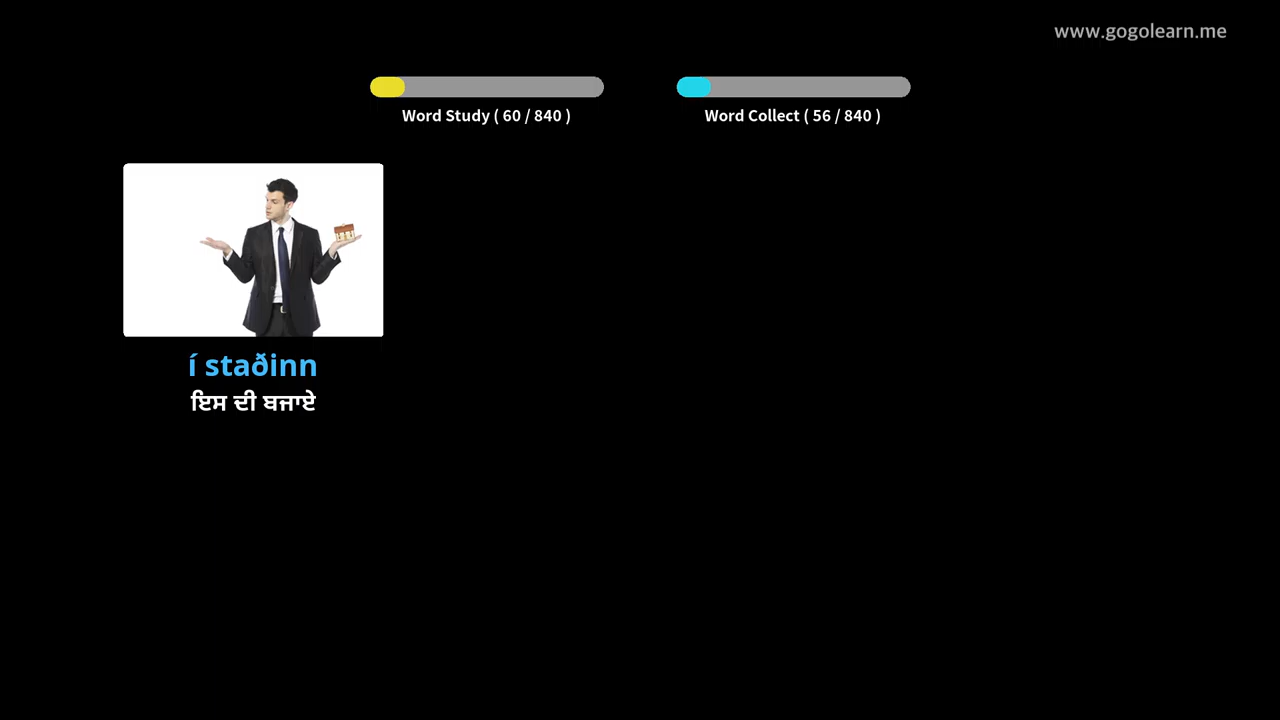 www.gogolearn.me
Word Study ( 60 / 840 )
Word Collect ( 56 / 840 )
í staðinn
ਇਸ ਦੀ ਬਜਾਏ